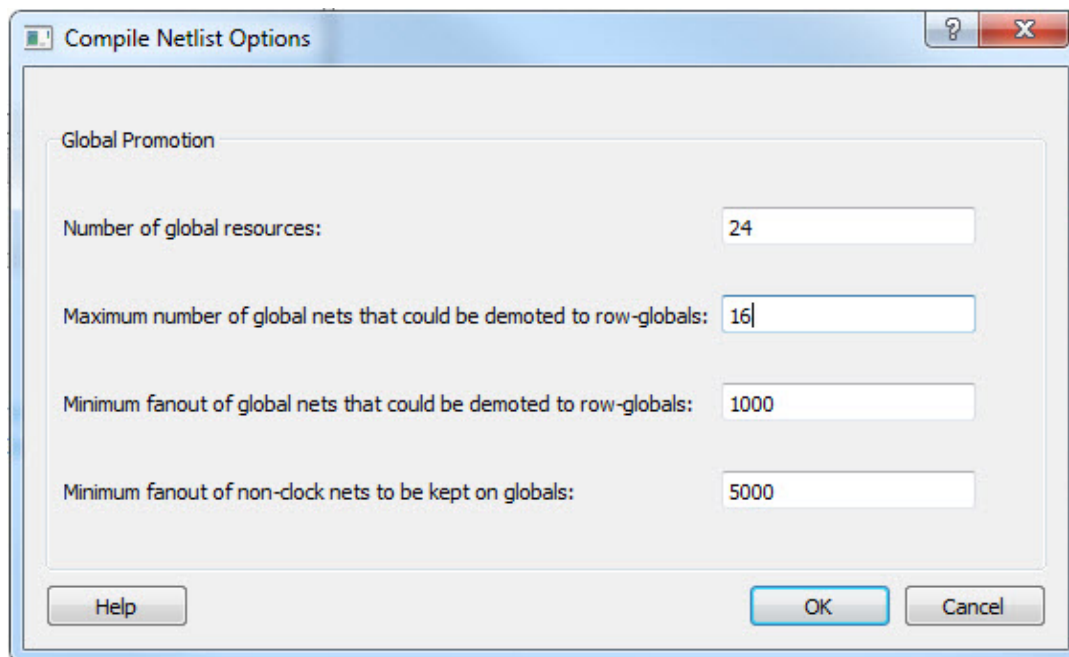 Compile Netlist Options
Global Promotion
Number of global resources: 24
Maximum number of global nets that could be demoted to row-globals: 16
Minimum fanout of global nets that could be demoted to row-globals: 1000
Minimum fanout of non-clock nets to be kept on globals: 5000
Help OK Cancel